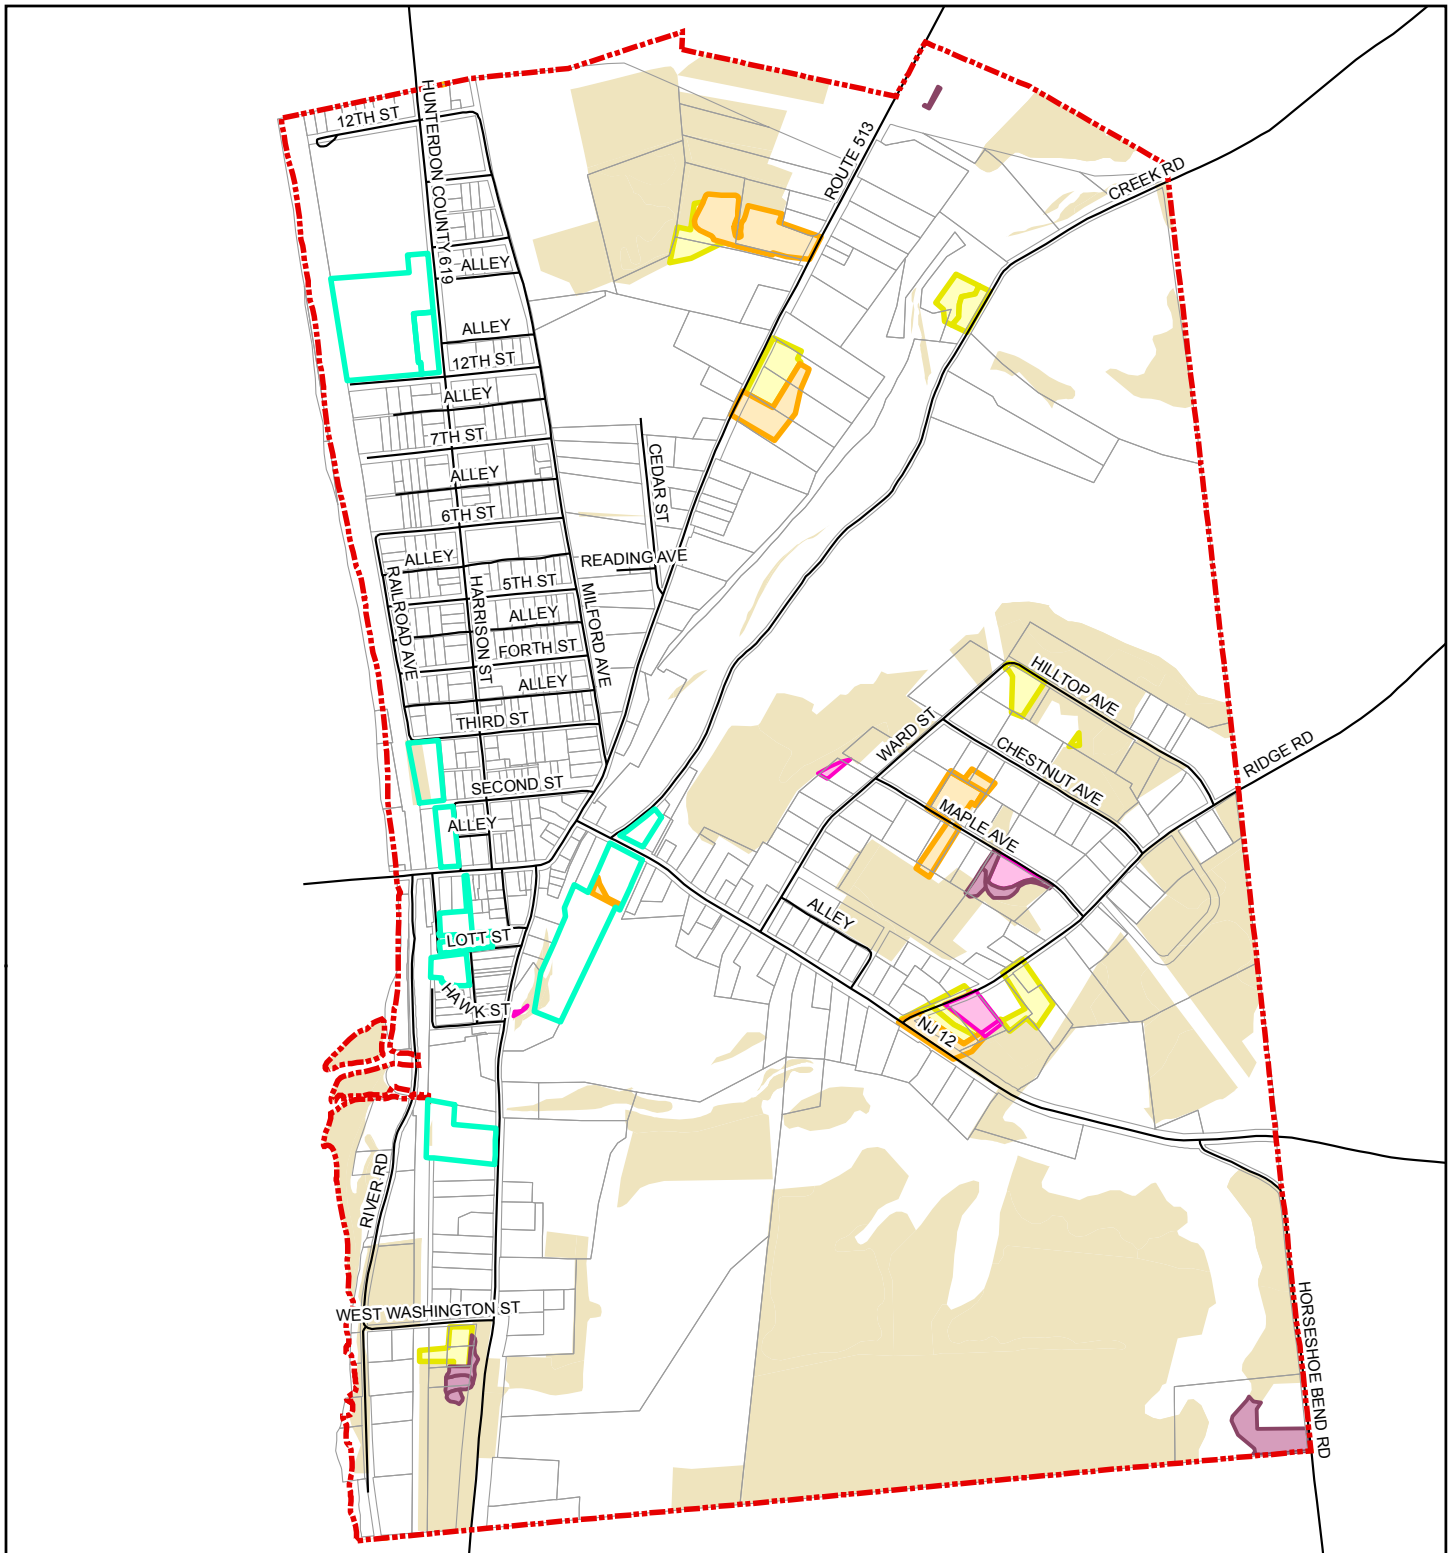 12TH ST
HUNTERDON COUNTY 619
ROUTE 513
CREEK RD
ALLEY
ALLEY
12TH ST
ALLEY
7TH ST
ALLEY
6TH ST
CEDAR ST
ALLEY
READING AVE
RAILROAD AVE
HARRISON ST
5TH ST
MILFORD AVE
ALLEY
FORTH ST
ALLEY
THIRD ST
HILLTOP AVE
WARD ST
CHESTNUT AVE
RIDGE RD
SECOND ST
ALLEY
MAPLE AVE
ALLEY
LOTT ST
HAWK ST
NJ 12
RIVER RD
WEST WASHINGTON ST
HORSESHOE BEND RD